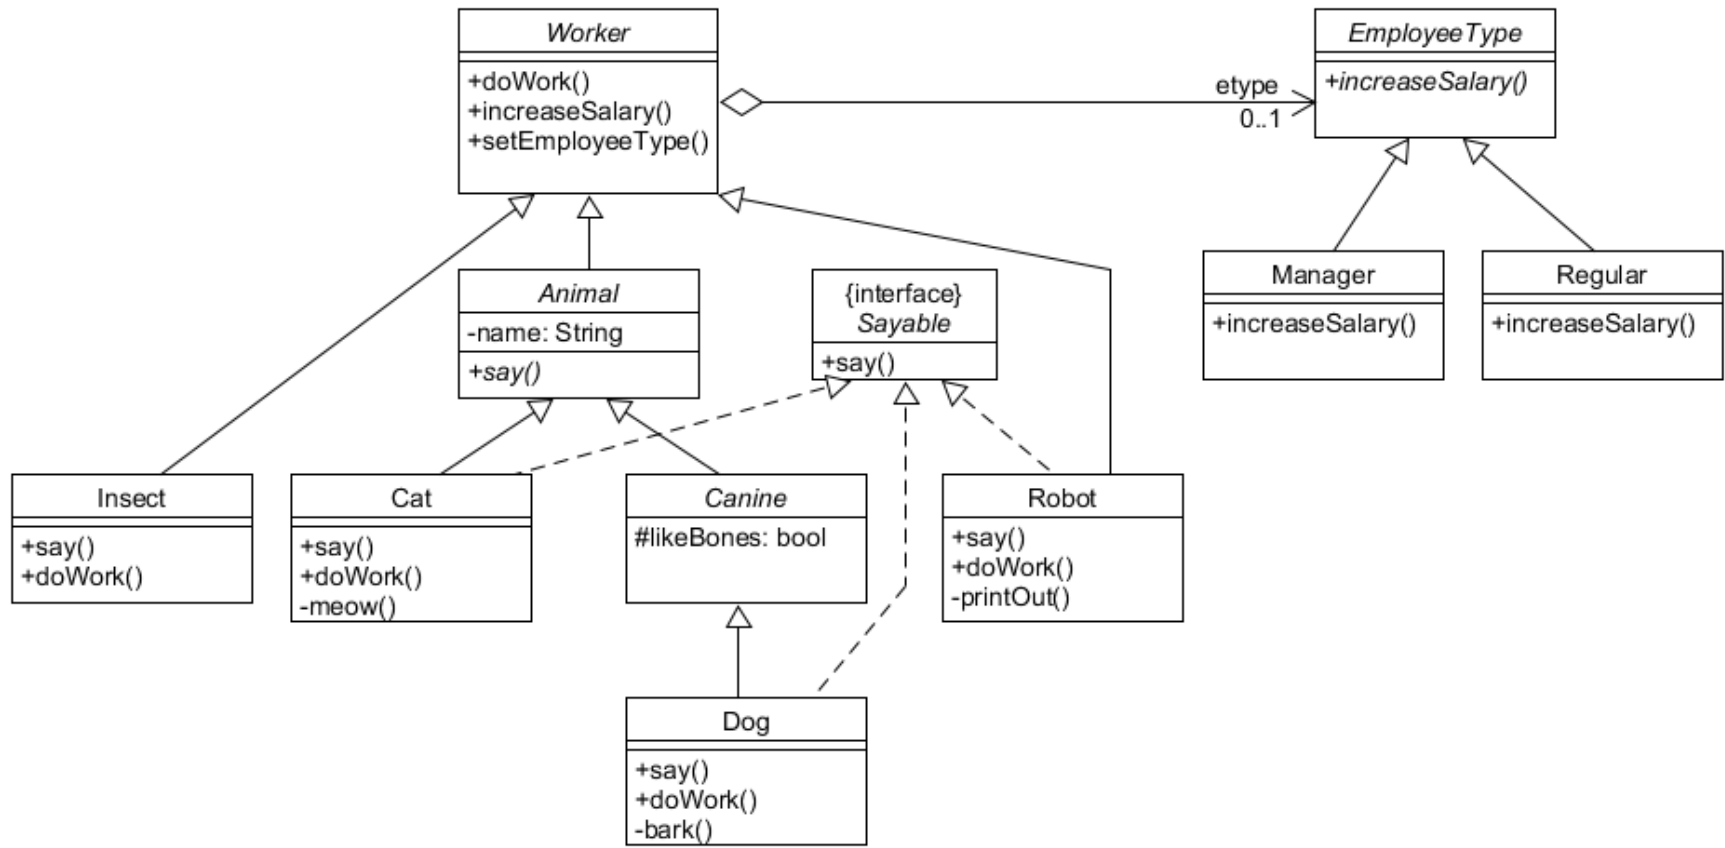 Worker
+doWork()
+increaseSalary()
+setEmployeeType()
etype
0..1
EmployeeType
+increaseSalary()
Animal
-name: String
+say()
{interface}
Sayable
+say()
Manager
+increaseSalary()
Regular
+increaseSalary()
Insect
+say()
+doWork()
Cat
+say()
+doWork()
-meow()
Canine
#likeBones: bool
Robot
+say()
+doWork()
-printOut()
Dog
+say()
+doWork()
-bark()